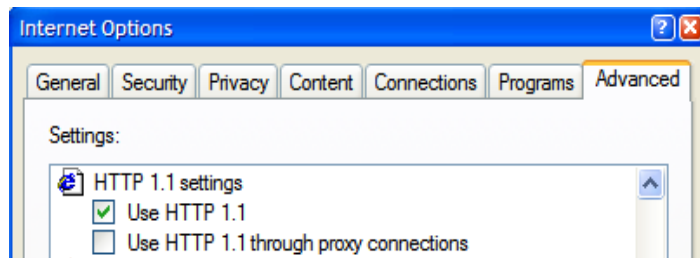 Internet Options
General Security Privacy Content Connections Programs Advanced
Settings:
HTTP 1.1 settings
Use HTTP 1.1
Use HTTP 1.1 through proxy connections